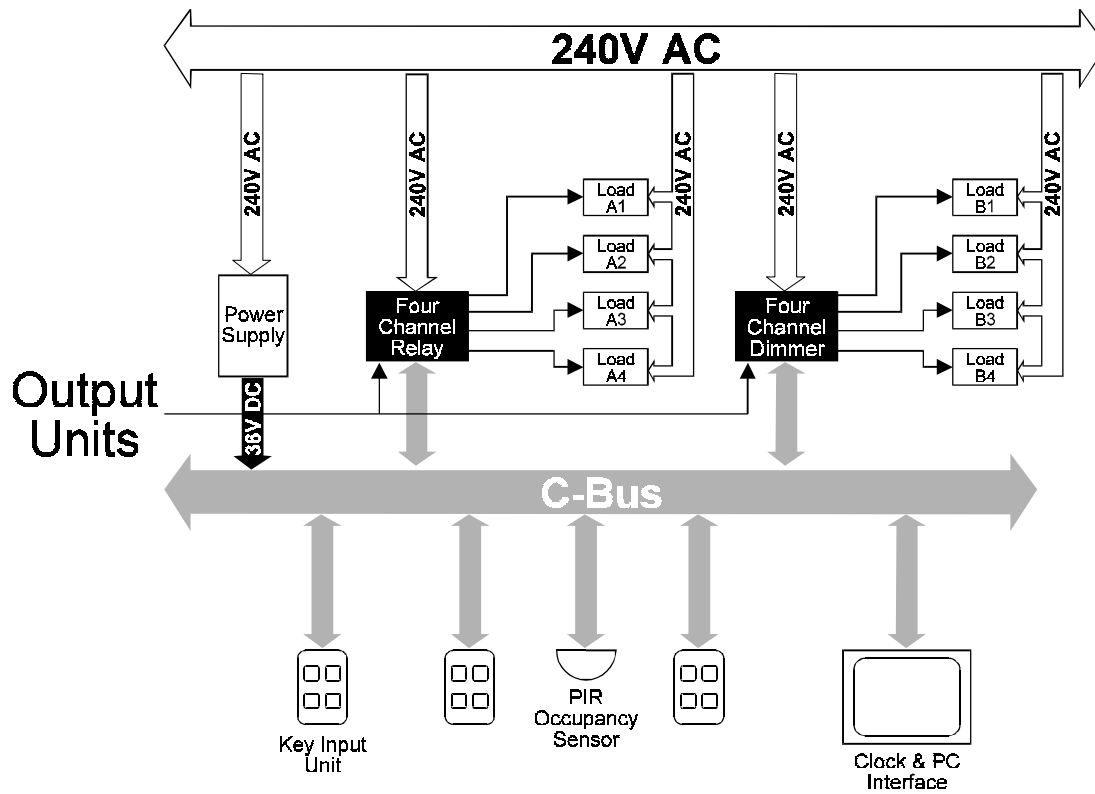 240V AC
240V AC
240V AC
240V AC
240V AC
240V AC
Load
A1
Load
A2
Load
A3
Load
A4
Load
B1
Load
B2
Load
B3
Load
B4
Power
Supply
Four
Channel
Relay
Four
Channel
Dimmer
Output
Units
36V DC
C-Bus
Key Input
Unit
PIR
Occupancy
Sensor
Clock & PC
Interface